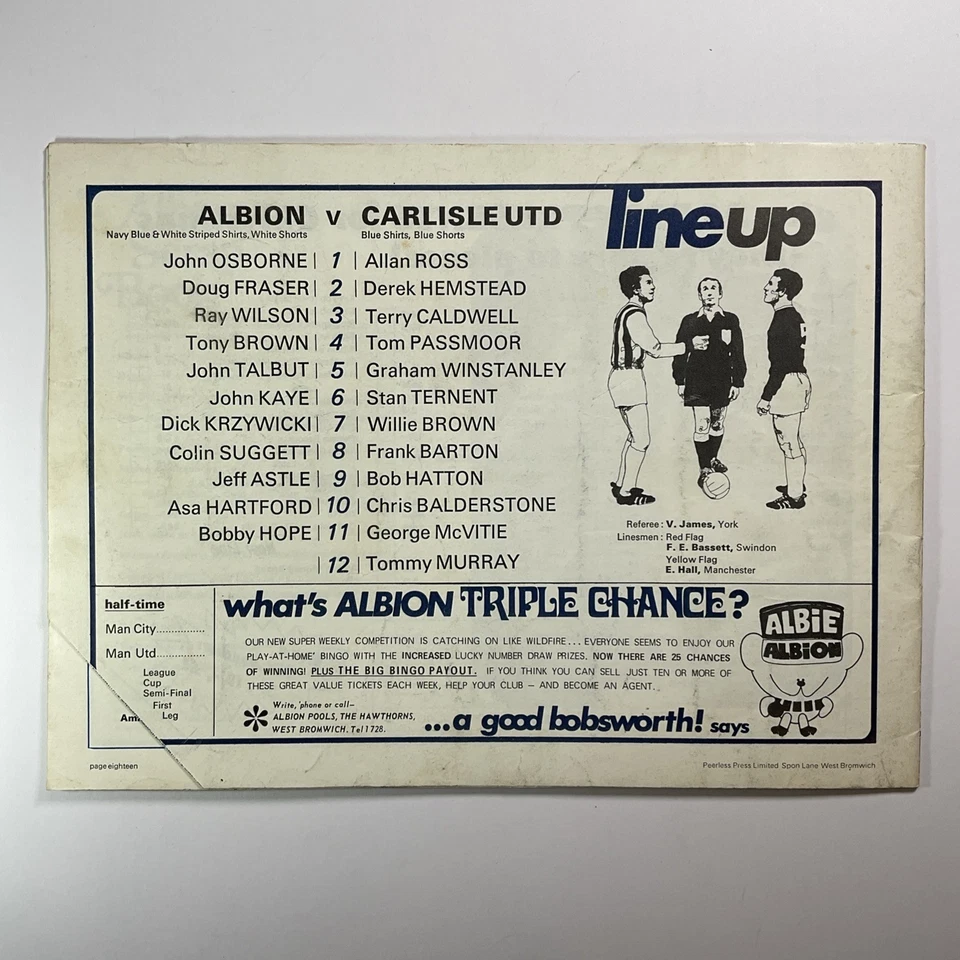 ALBION v CARLISLE UTD
Navy Blue & White Striped Shirts, White Shorts
Blue Shirts, Blue Shorts
line up
John OSBORNE | 1 | Allan ROSS
Doug FRASER | 2 | Derek HEMSTEAD
Ray WILSON | 3 | Terry CALDWELL
Tony BROWN | 4 | Tom PASSMOOR
John TALBUT | 5 | Graham WINSTANLEY
John KAYE | 6 | Stan TERNENT
Dick KRZYWICKI | 7 | Willie BROWN
Colin SUGGETT | 8 | Frank BARTON
Jeff ASTLE | 9 | Bob HATTON
Asa HARTFORD | 10 | Chris BALDERSTONE
Bobby HOPE | 11 | George McVITIE
| 12 | Tommy MURRAY
5
Referee : V. James, York
Linesmen : Red Flag
F. E. Bassett, Swindon
Yellow Flag
E. Hall, Manchester
half-time
Man City................
Man Utd................
League
Cup
Semi-Final
First
Leg
what's ALBION TRIPLE CHANCE?
OUR NEW SUPER WEEKLY COMPETITION IS CATCHING ON LIKE WILDFIRE... EVERYONE SEEMS TO ENJOY OUR
PLAY-AT-HOME' BINGO WITH THE INCREASED LUCKY NUMBER DRAW PRIZES. NOW THERE ARE 25 CHANCES
OF WINNING! PLUS THE BIG BINGO PAYOUT. IF YOU THINK YOU CAN SELL JUST TEN OR MORE OF
THESE GREAT VALUE TICKETS EACH WEEK, HELP YOUR CLUB — AND BECOME AN AGENT.
* Write, 'phone or call—
ALBION POOLS, THE HAWTHORNS,
WEST BROMWICH. Tel 1728.
...a good bobsworth! says
ALBIE
ALBION
page eighteen
Peerless Press Limited Spon Lane West Bromwich